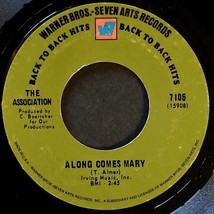 WARNER BROS.-SEVEN ARTS RECORDS
BACK TO BACK HITS
W7
BACK TO BACK HITS
THE
ASSOCIATION
7105
(15908)
Produced by
C. Boettcher
for Our
Productions
ALONG COMES MARY
(T. Almer)
Irving Music, Inc.
BMI - 2:45